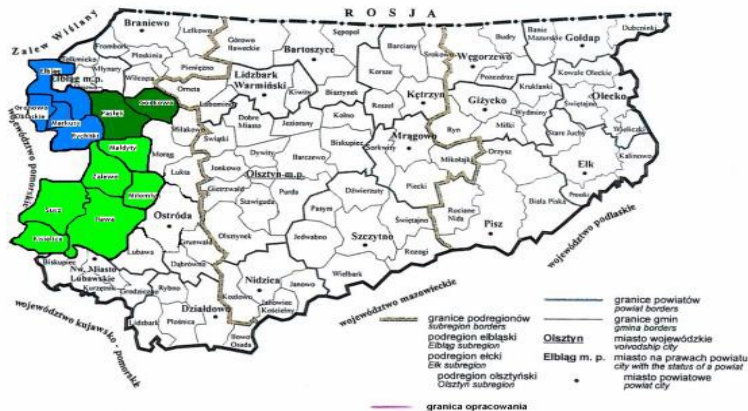 ROSJA
Zalew Wiślany
Braniewo
Lelkowo
Górowo Iławeckie
Sępopol
Bartoszyce
Barciany
Srokowo
Węgorzewo
Budry
Banie Mazurskie
Gołdap
Dubeninki
Frombork
Płoskinia
Pieniężno
Tolkmicko
Młynary
Wilczęta
Elbląg
Elbląg m.p.
Orneta
Lidzbark Warmiński
Lubomino
Kiwity
Bisztynek
Korsze
Reszel
Kętrzyn
Pozezdrze
Kruklanki
Giżycko
Kowale Oleckie
Świętajno
Olecko
Wieliczki
Wydminy
Gronowo Elbląskie
Markusy
Rychliki
Pasłęk
Godkowo
Dobre Miasto
Jeziorany
Kolno
Ryn
Miłki
Stare Juchy
Miłakowo
Świątki
Dywity
Biskupiec
Sorkwity
Mrągowo
Mikołajki
Orzysz
Ełk
Kalinowo
Małdyty
Morąg
Jonkowo
Barczewo
Zalewo
Łukta
Olsztyn-m.p.
Gietrzwałd
Purda
Dźwierzuty
Piecki
Prostki
Miłomłyn
Stawiguda
Pasym
Biała Piska
Susz
Iława
Ostróda
Świętajno
Ruciane Nida
Pisz
Kisielice
Olsztynek
Jedwabno
Szczytno
Rozogi
Lubawa
Grunwald
Biskupiec
Dąbrówno
Nw. Miasto Lubawskie
Kurzętnik
Grodziczno
Rybno
Nidzica
Wielbark
Kozłowo
Janowo
Janowiec Kościelny
Działdowo
Lidzbark
Płośnica
Iłowo Osada
województwo pomorskie
województwo kujawsko - pomorskie
województwo mazowieckie
województwo podlaskie
granice podregionów
subregion borders
podregion elbląski
Elbląg subregion
podregion ełcki
Ełk subregion
podregion olsztyński
Olsztyn subregion
granice powiatów
powiat borders
granice gmin
gmina borders
Olsztyn miasto wojewódzkie
voivodship city
Elbląg m. p. miasto na prawach powiatu
city with the status of a powiat
miasto powiatowe
powiat city
granica opracowania